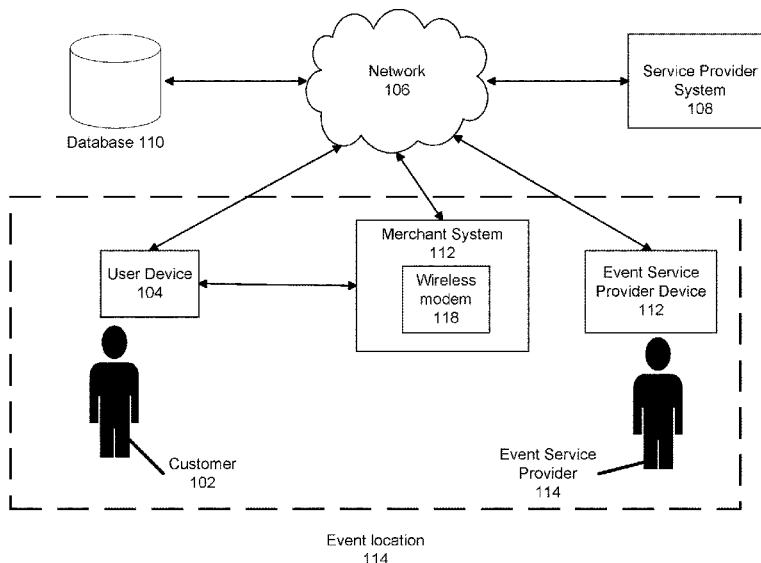 Network
106
Service Provider
System
108
Database 110
User Device
104
Merchant System
112
Wireless
modem
118
Event Service
Provider Device
112
Customer
102
Event Service
Provider
114
Event location
114